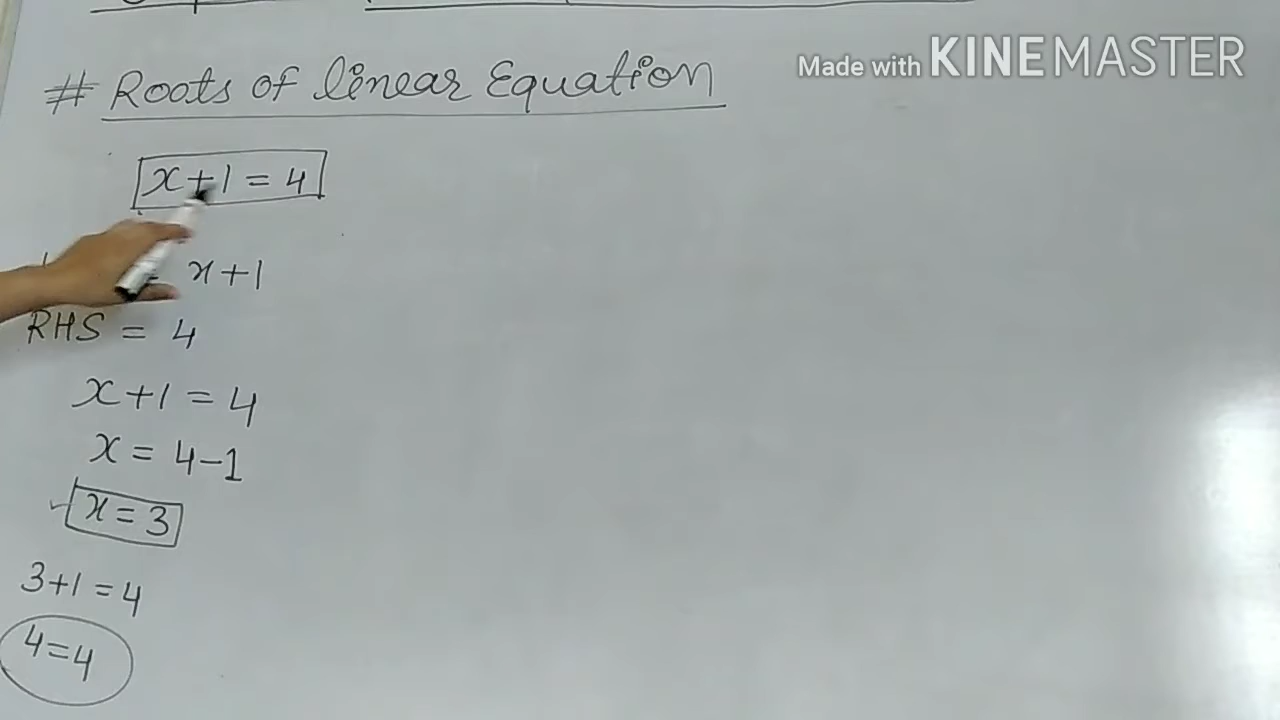 Made with KINEMASTER
# Roots of linear Equation
x+1 = 4
= x+1
RHS = 4
x+1 = 4
x = 4-1
x = 3
3+1 = 4
4=4